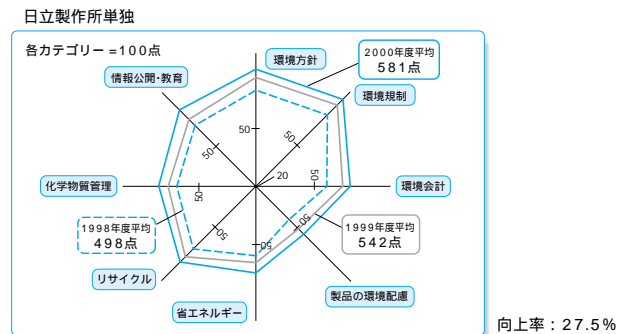 日立製作所単独
各カテゴリー=100点
環境方針
2000年度平均
581点
情報公開・教育
環境規制
50
50
50
化学物質管理
50
20
50
環境会計
1998年度平均
498点
50
50
50
1999年度平均
542点
リサイクル
製品の環境配慮
省エネルギー
向上率：27.5％